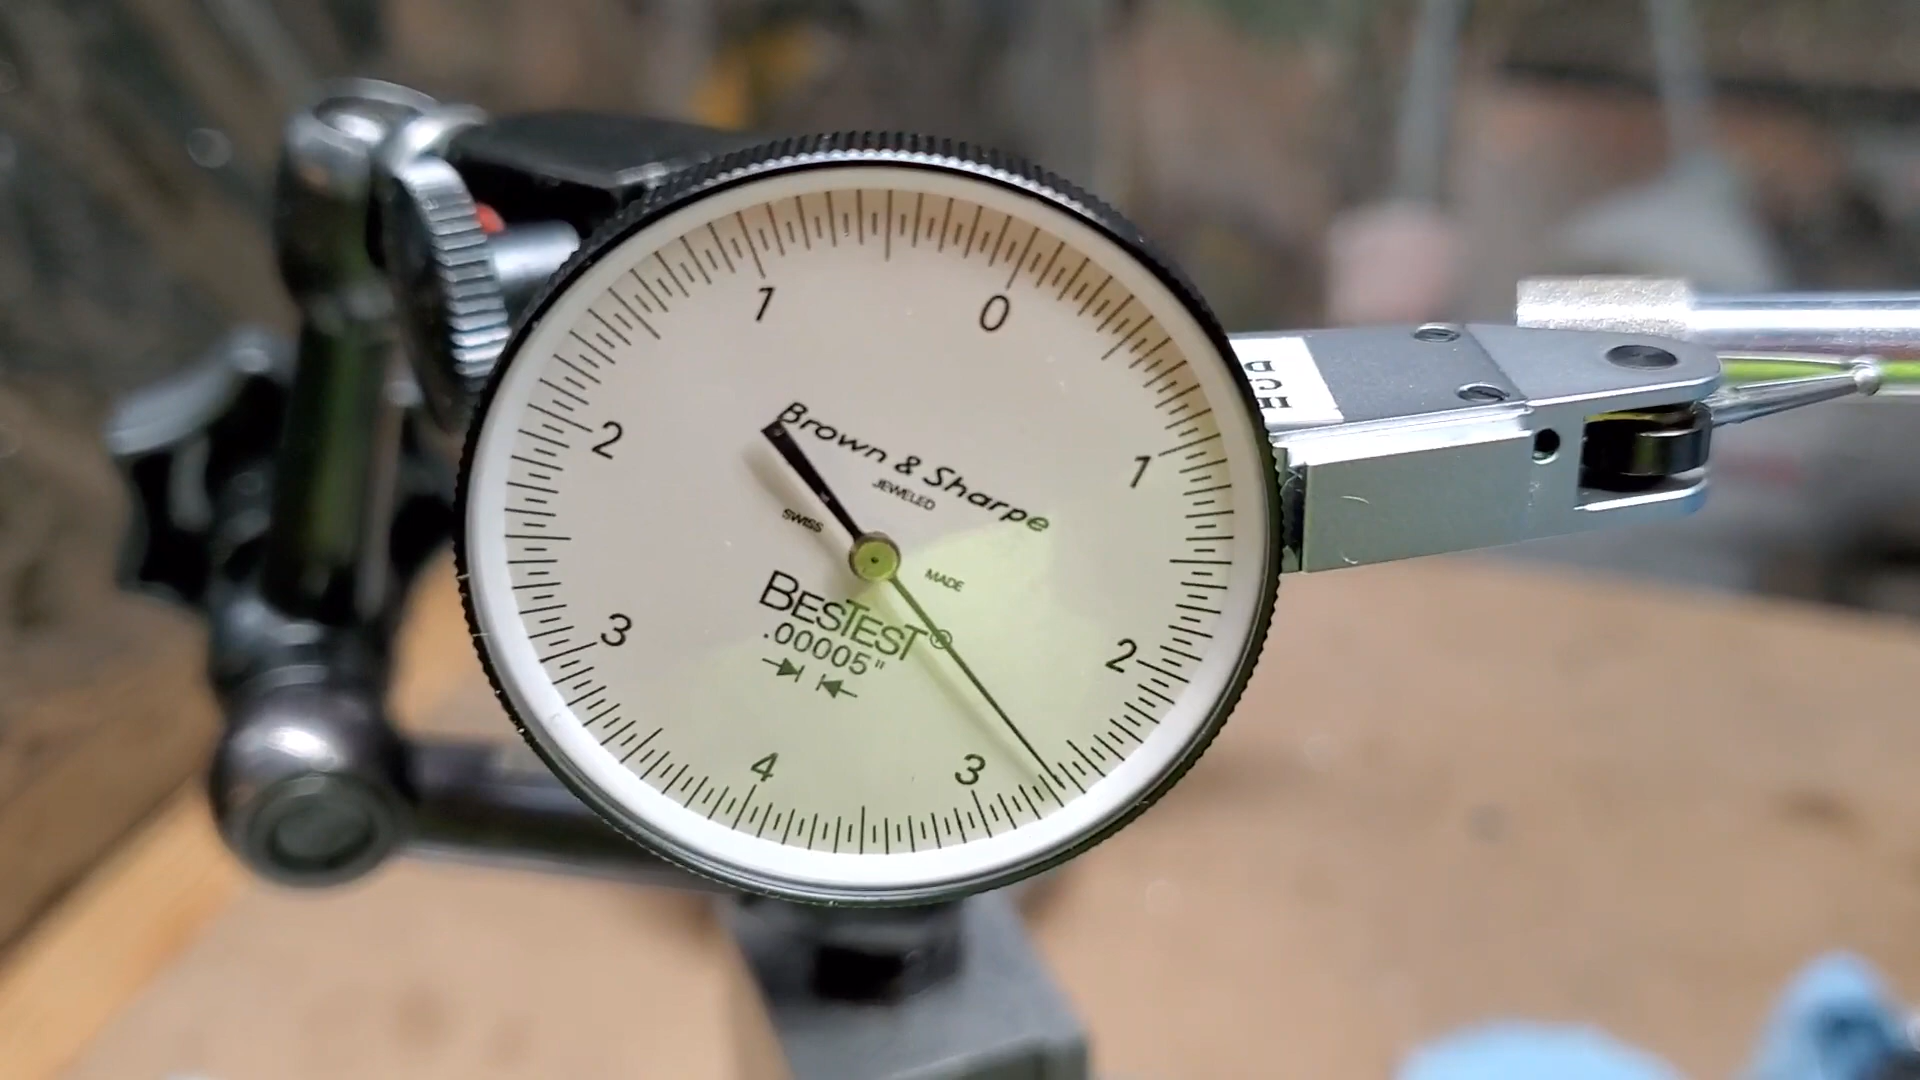 1 0
2 1
Brown & Sharpe
JEWELED
SWISS MADE
BESTEST®
.00005"
3 2
4 3